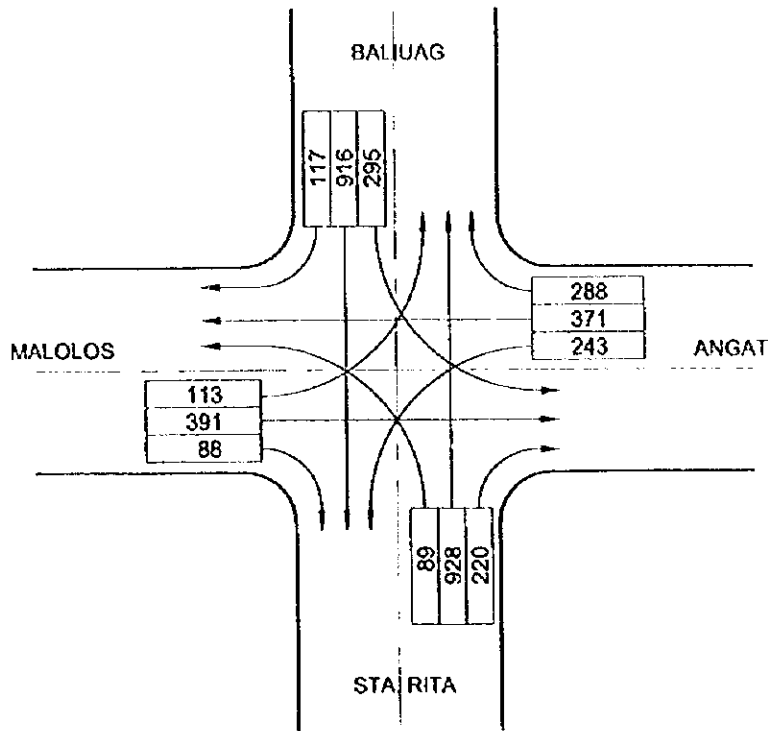 BALIUAG
117 916 295
288
371
243
MALOLOS
ANGAT
113
391
88
89 928 220
STA RITA